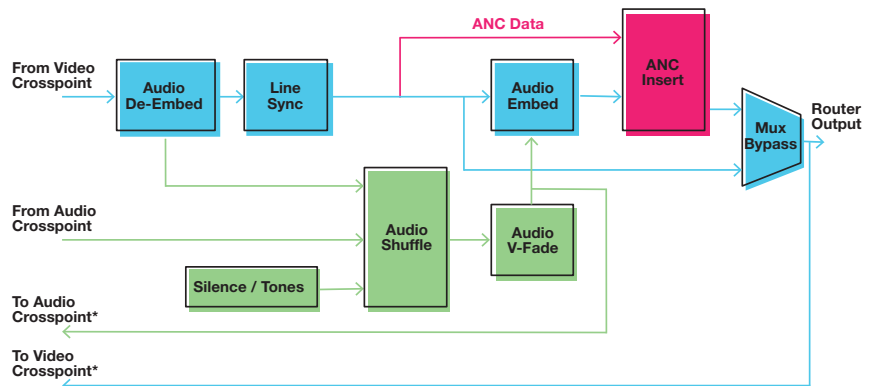 ANC Data
From Video
Crosspoint
Audio
De-Embed
Line
Sync
Audio
Embed
ANC
Insert
Mux
Bypass
Router
Output
From Audio
Crosspoint
Audio
Shuffle
Audio
V-Fade
Silence / Tones
To Audio
Crosspoint*
To Video
Crosspoint*